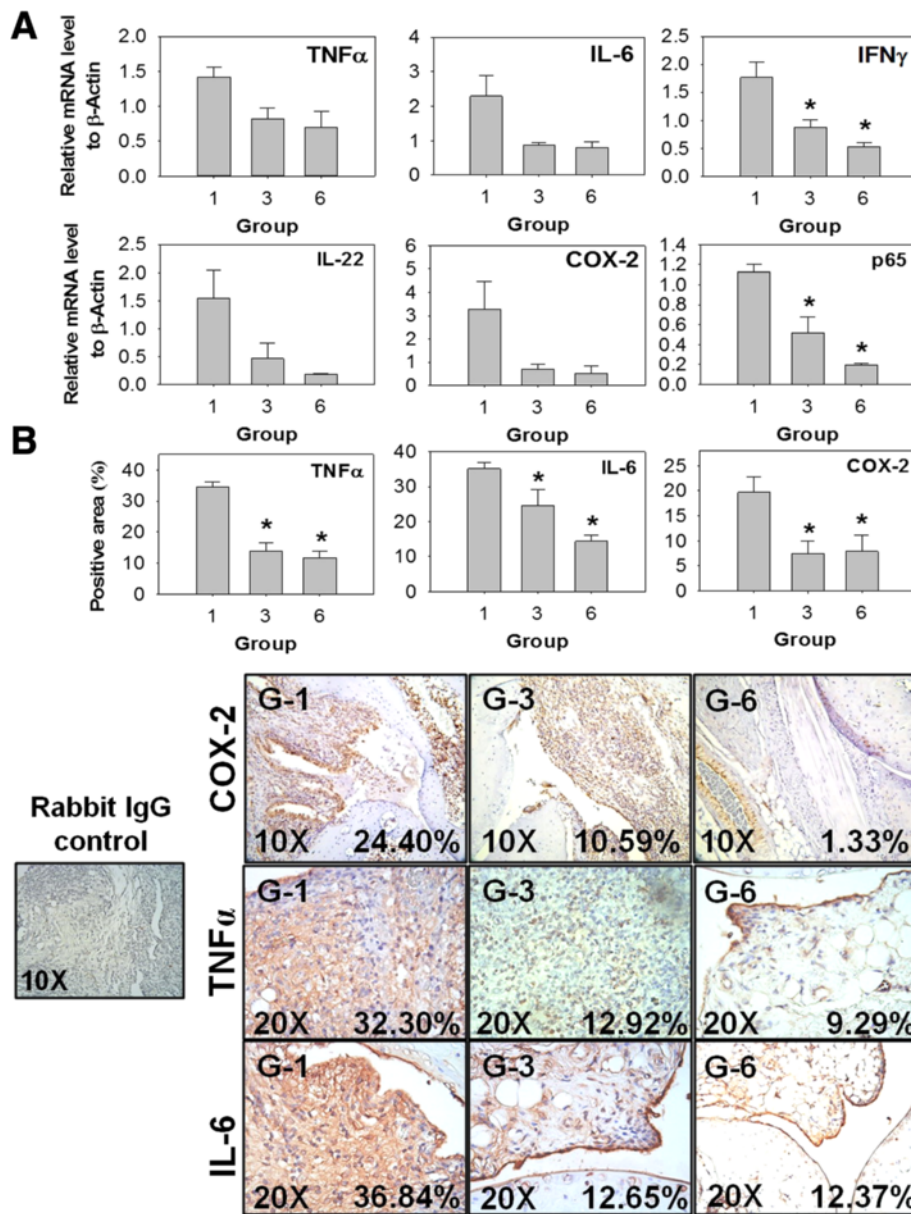 A
TNFα
Relative mRNA level
to β-Actin
2.0
1.5
1.0
0.5
0.0
1 3 6
Group
IL-6
4
3
2
1
0
1 3 6
Group
IFNγ
2.5
2.0
1.5
1.0
0.5
0.0
* *
1 3 6
Group
IL-22
Relative mRNA level
to β-Actin
2.5
2.0
1.5
1.0
0.5
0.0
1 3 6
Group
COX-2
6
5
4
3
2
1
0
1 3 6
Group
p65
1.4
1.2
1.0
0.8
0.6
0.4
0.2
0.0
* *
1 3 6
Group
B
TNFα
Positive area (%)
40
30
20
10
0
* *
1 3 6
Group
IL-6
40
30
20
10
0
* *
1 3 6
Group
COX-2
25
20
15
10
5
0
* *
1 3 6
Group
Rabbit IgG
control
10X
COX-2
G-1
10X 24.40%
G-3
10X 10.59%
G-6
10X 1.33%
TNFα
G-1
20X 32.30%
G-3
20X 12.92%
G-6
20X 9.29%
IL-6
G-1
20X 36.84%
G-3
20X 12.65%
G-6
20X 12.37%